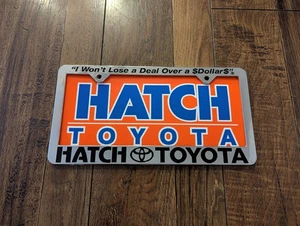 "I Won't Lose a Deal Over a $Dollar$"
HATCH
TOYOTA
HATCH TOYOTA